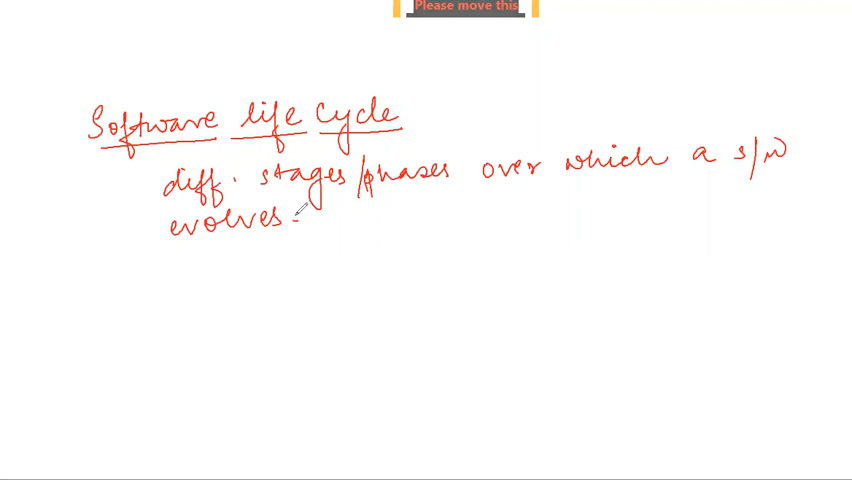 Please move this
Software life Cycle
diff. stages/phases over which a s/w
evolves.